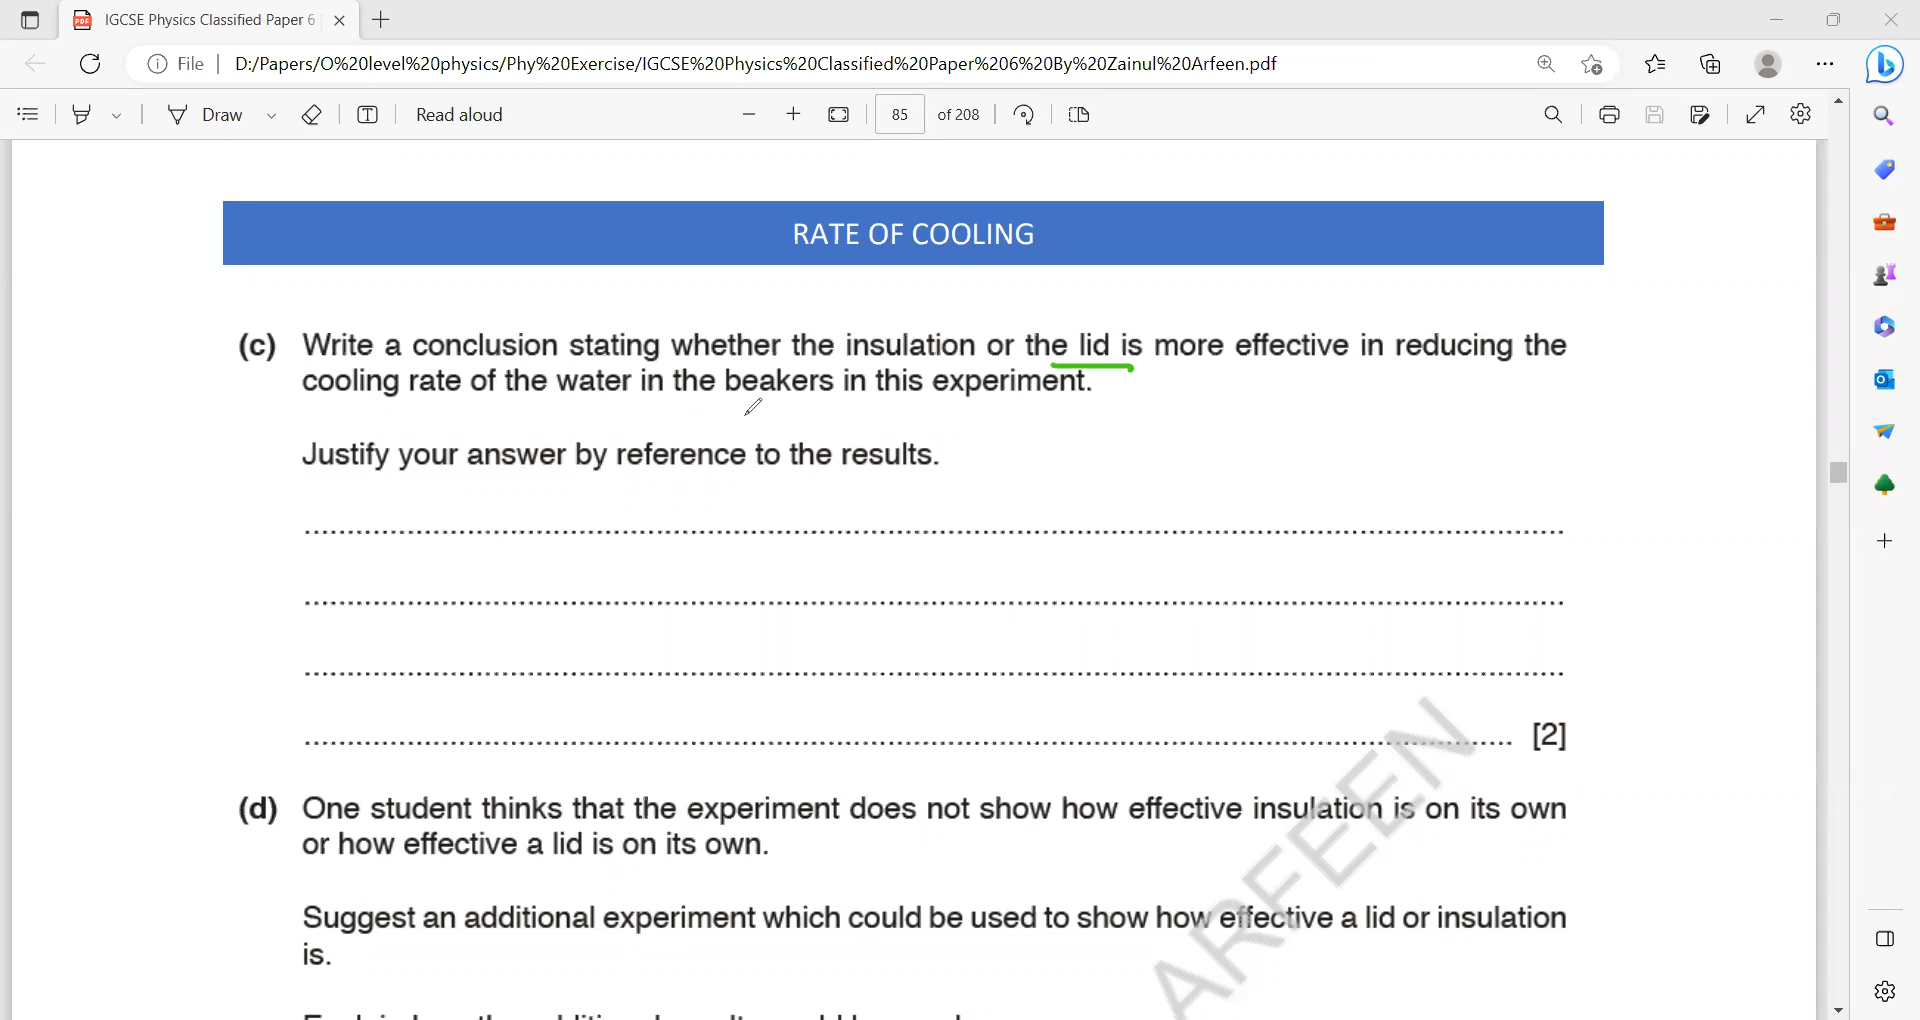 IGCSE Physics Classified Paper 6
File
D:/Papers/O%20level%20physics/Phy%20Exercise/IGCSE%20Physics%20Classified%20Paper%206%20By%20Zainul%20Arfeen.pdf
Draw
Read aloud
85 of 208
RATE OF COOLING
(c) Write a conclusion stating whether the insulation or the lid is more effective in reducing the
cooling rate of the water in the beakers in this experiment.
Justify your answer by reference to the results.
[2]
(d) One student thinks that the experiment does not show how effective insulation is on its own
or how effective a lid is on its own.
Suggest an additional experiment which could be used to show how effective a lid or insulation
is.
ARFEEN